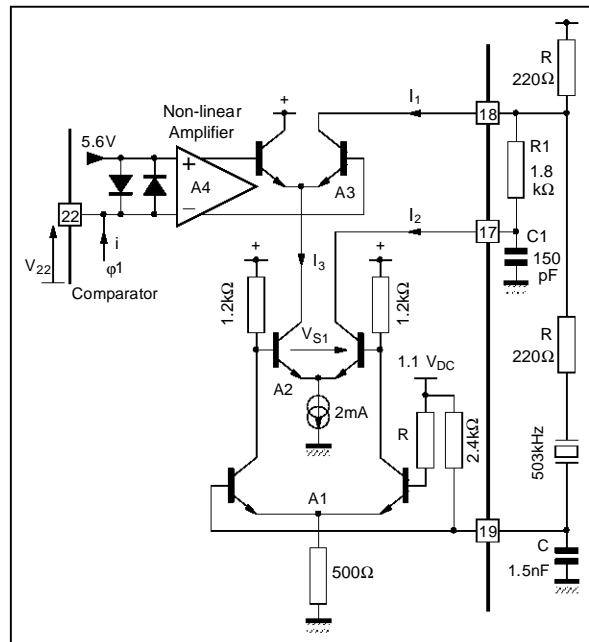 R
220Ω
I1
18
Non-linear
Amplifier
+
5.6V
R1
1.8
kΩ
+
A4
A3
−
22
I2
17
V22
i
φ1
Comparator
I3
C1
150
pF
+
+
1.2kΩ
1.2kΩ
VS1
R
220Ω
A2
1.1 VDC
2mA
R
2.4kΩ
503kHz
A1
19
500Ω
C
1.5nF